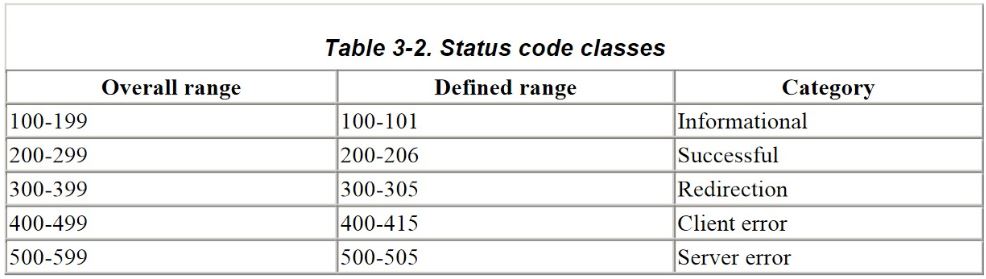 Table 3-2. Status code classes
Overall range Defined range Category
100-199 100-101 Informational
200-299 200-206 Successful
300-399 300-305 Redirection
400-499 400-415 Client error
500-599 500-505 Server error